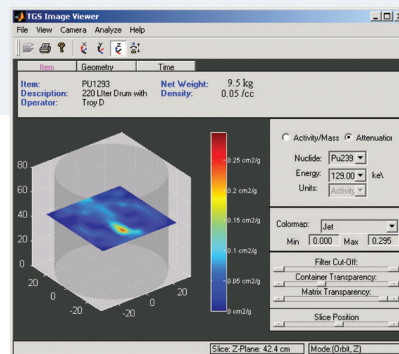 TGS Image Viewer
File View Camera Analyze Help
Item Geometry Time
Item: PU1293 Net Weight: 9.5 kg
Description: 220 Liter Drum with Density: 0.05 /cc
Operator: Troy D
Activity/Mass Attenuation
Nuclide: Pu239
Energy: 129.00 keV
Units: Activity
Colormap: Jet
Min 0.000 Max 0.295
Filter Cut-Off:
Container Transparency:
Matrix Transparency:
Slice Position
80
60
40
20
0
20
0
-20
-20
0
20
0.25 cm2/g
0.2 cm2/g
0.15 cm2/g
0.1 cm2/g
0.05 cm2/g
0 cm2/g
Slice: Z-Plane: 42.4 cm Mode:(Orbit, Z)